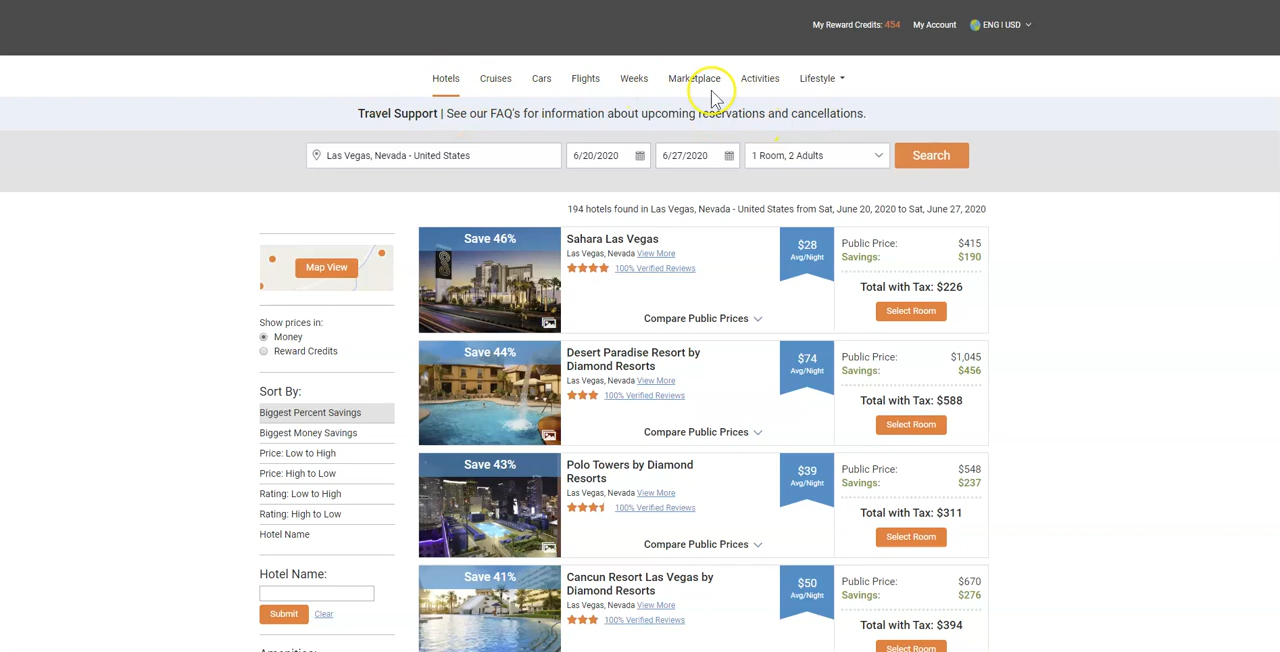 My Reward Credits: 454 My Account ENG I USD
Hotels Cruises Cars Flights Weeks Marketplace Activities Lifestyle
Travel Support | See our FAQ's for information about upcoming reservations and cancellations.
Las Vegas, Nevada - United States 6/20/2020 6/27/2020 1 Room, 2 Adults Search
194 hotels found in Las Vegas, Nevada - United States from Sat, June 20, 2020 to Sat, June 27, 2020
Map View
Show prices in:
Money
Reward Credits
Sort By:
Biggest Percent Savings
Biggest Money Savings
Price: Low to High
Price: High to Low
Rating: Low to High
Rating: High to Low
Hotel Name
Hotel Name:
Submit Clear
Save 46%
Sahara Las Vegas
Las Vegas, Nevada View More
100% Verified Reviews
Compare Public Prices
$28
Avg/Night
Public Price: $415
Savings: $190
Total with Tax: $226
Select Room
Save 44%
Desert Paradise Resort by
Diamond Resorts
Las Vegas, Nevada View More
100% Verified Reviews
Compare Public Prices
$74
Avg/Night
Public Price: $1,045
Savings: $456
Total with Tax: $588
Select Room
Save 43%
Polo Towers by Diamond
Resorts
Las Vegas, Nevada View More
100% Verified Reviews
Compare Public Prices
$39
Avg/Night
Public Price: $548
Savings: $237
Total with Tax: $311
Select Room
Save 41%
Cancun Resort Las Vegas by
Diamond Resorts
Las Vegas, Nevada View More
100% Verified Reviews
$50
Avg/Night
Public Price: $670
Savings: $276
Total with Tax: $394
Select Room